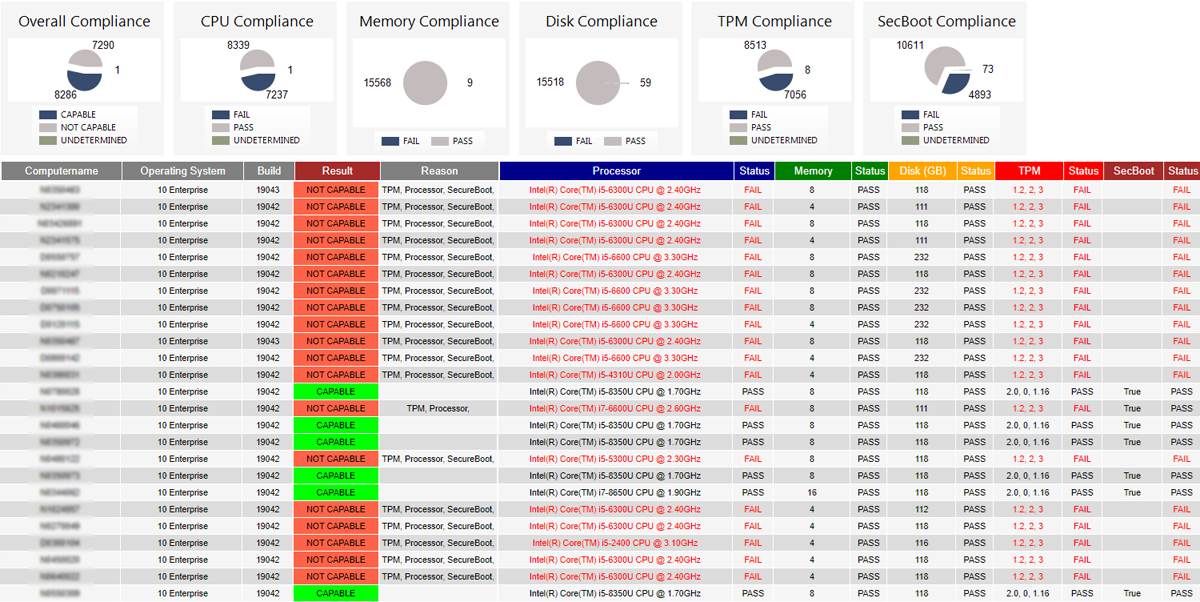 Overall Compliance
7290
1
8286
CAPABLE
NOT CAPABLE
UNDETERMINED
CPU Compliance
8339
1
7237
FAIL
PASS
UNDETERMINED
Memory Compliance
15568
9
FAIL PASS
Disk Compliance
15518
59
FAIL PASS
TPM Compliance
8513
8
7056
FAIL
PASS
UNDETERMINED
SecBoot Compliance
10611
73
4893
FAIL
PASS
UNDETERMINED
Computername Operating System Build Result Reason Processor Status Memory Status Disk (GB) Status TPM Status SecBoot Status
10 Enterprise 19043 NOT CAPABLE TPM, Processor, SecureBoot, Intel(R) Core(TM) i5-6300U CPU @ 2.40GHz FAIL 8 PASS 118 PASS 1.2, 2, 3 FAIL FAIL
10 Enterprise 19042 NOT CAPABLE TPM, Processor, SecureBoot, Intel(R) Core(TM) i5-6300U CPU @ 2.40GHz FAIL 4 PASS 111 PASS 1.2, 2, 3 FAIL FAIL
10 Enterprise 19042 NOT CAPABLE TPM, Processor, SecureBoot, Intel(R) Core(TM) i5-6300U CPU @ 2.40GHz FAIL 8 PASS 118 PASS 1.2, 2, 3 FAIL FAIL
10 Enterprise 19042 NOT CAPABLE TPM, Processor, SecureBoot, Intel(R) Core(TM) i5-6300U CPU @ 2.40GHz FAIL 4 PASS 111 PASS 1.2, 2, 3 FAIL FAIL
10 Enterprise 19042 NOT CAPABLE TPM, Processor, SecureBoot, Intel(R) Core(TM) i5-6600 CPU @ 3.30GHz FAIL 8 PASS 232 PASS 1.2, 2, 3 FAIL FAIL
10 Enterprise 19042 NOT CAPABLE TPM, Processor, SecureBoot, Intel(R) Core(TM) i5-6300U CPU @ 2.40GHz FAIL 8 PASS 118 PASS 1.2, 2, 3 FAIL FAIL
10 Enterprise 19042 NOT CAPABLE TPM, Processor, SecureBoot, Intel(R) Core(TM) i5-6600 CPU @ 3.30GHz FAIL 8 PASS 232 PASS 1.2, 2, 3 FAIL FAIL
10 Enterprise 19042 NOT CAPABLE TPM, Processor, SecureBoot, Intel(R) Core(TM) i5-6600 CPU @ 3.30GHz FAIL 8 PASS 232 PASS 1.2, 2, 3 FAIL FAIL
10 Enterprise 19042 NOT CAPABLE TPM, Processor, SecureBoot, Intel(R) Core(TM) i5-6600 CPU @ 3.30GHz FAIL 4 PASS 232 PASS 1.2, 2, 3 FAIL FAIL
10 Enterprise 19043 NOT CAPABLE TPM, Processor, SecureBoot, Intel(R) Core(TM) i5-6300U CPU @ 2.40GHz FAIL 8 PASS 118 PASS 1.2, 2, 3 FAIL FAIL
10 Enterprise 19042 NOT CAPABLE TPM, Processor, SecureBoot, Intel(R) Core(TM) i5-6600 CPU @ 3.30GHz FAIL 4 PASS 232 PASS 1.2, 2, 3 FAIL FAIL
10 Enterprise 19042 NOT CAPABLE TPM, Processor, SecureBoot, Intel(R) Core(TM) i5-4310U CPU @ 2.00GHz FAIL 4 PASS 118 PASS 1.2, 2, 3 FAIL FAIL
10 Enterprise 19042 CAPABLE Intel(R) Core(TM) i5-8350U CPU @ 1.70GHz PASS 8 PASS 118 PASS 2.0, 0, 1.16 PASS True PASS
10 Enterprise 19042 NOT CAPABLE TPM, Processor, Intel(R) Core(TM) i7-6600U CPU @ 2.60GHz FAIL 8 PASS 111 PASS 1.2, 2, 3 FAIL True PASS
10 Enterprise 19042 CAPABLE Intel(R) Core(TM) i5-8350U CPU @ 1.70GHz PASS 8 PASS 118 PASS 2.0, 0, 1.16 PASS True PASS
10 Enterprise 19042 CAPABLE Intel(R) Core(TM) i5-8350U CPU @ 1.70GHz PASS 8 PASS 118 PASS 2.0, 0, 1.16 PASS True PASS
10 Enterprise 19042 NOT CAPABLE TPM, Processor, SecureBoot, Intel(R) Core(TM) i5-5300U CPU @ 2.30GHz FAIL 8 PASS 118 PASS 1.2, 2, 3 FAIL FAIL
10 Enterprise 19042 CAPABLE Intel(R) Core(TM) i5-8350U CPU @ 1.70GHz PASS 8 PASS 118 PASS 2.0, 0, 1.16 PASS True PASS
10 Enterprise 19042 CAPABLE Intel(R) Core(TM) i7-8650U CPU @ 1.90GHz PASS 16 PASS 118 PASS 2.0, 0, 1.16 PASS True PASS
10 Enterprise 19042 NOT CAPABLE TPM, Processor, SecureBoot, Intel(R) Core(TM) i5-6300U CPU @ 2.40GHz FAIL 4 PASS 112 PASS 1.2, 2, 3 FAIL FAIL
10 Enterprise 19042 NOT CAPABLE TPM, Processor, SecureBoot, Intel(R) Core(TM) i5-6300U CPU @ 2.40GHz FAIL 4 PASS 118 PASS 1.2, 2, 3 FAIL FAIL
10 Enterprise 19042 NOT CAPABLE TPM, Processor, SecureBoot, Intel(R) Core(TM) i5-2400 CPU @ 3.10GHz FAIL 4 PASS 116 PASS 1.2, 2, 3 FAIL FAIL
10 Enterprise 19042 NOT CAPABLE TPM, Processor, SecureBoot, Intel(R) Core(TM) i5-6300U CPU @ 2.40GHz FAIL 4 PASS 118 PASS 1.2, 2, 3 FAIL FAIL
10 Enterprise 19042 NOT CAPABLE TPM, Processor, SecureBoot, Intel(R) Core(TM) i5-6300U CPU @ 2.40GHz FAIL 4 PASS 118 PASS 1.2, 2, 3 FAIL FAIL
10 Enterprise 19042 CAPABLE Intel(R) Core(TM) i5-8350U CPU @ 1.70GHz PASS 8 PASS 118 PASS 2.0, 0, 1.16 PASS True PASS